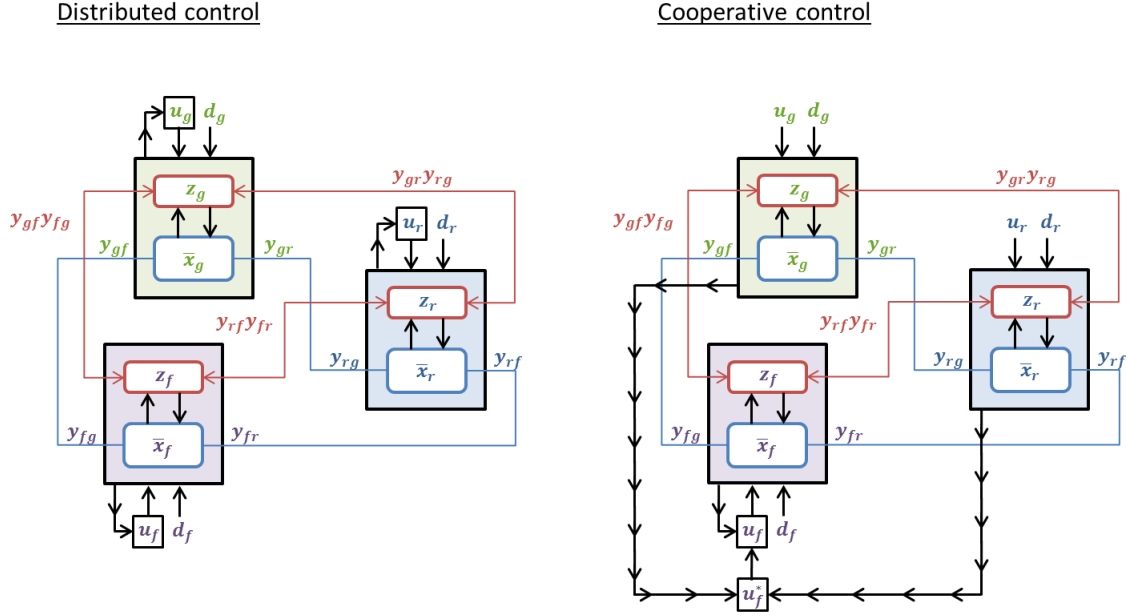 Distributed control
u_g d_g
z_g
y_gr y_rg
y_gf y_fg
u_r d_r
y_gf
y_gr
x̄_g
z_r
y_rf y_fr
y_rg
y_rf
x̄_r
z_f
y_fg
y_fr
x̄_f
u_f d_f
Cooperative control
u_g d_g
z_g
y_gr y_rg
y_gf y_fg
u_r d_r
y_gf
y_gr
x̄_g
z_r
y_rf y_fr
y_rg
y_rf
x̄_r
z_f
y_fg
y_fr
x̄_f
u_f d_f
u_f^*